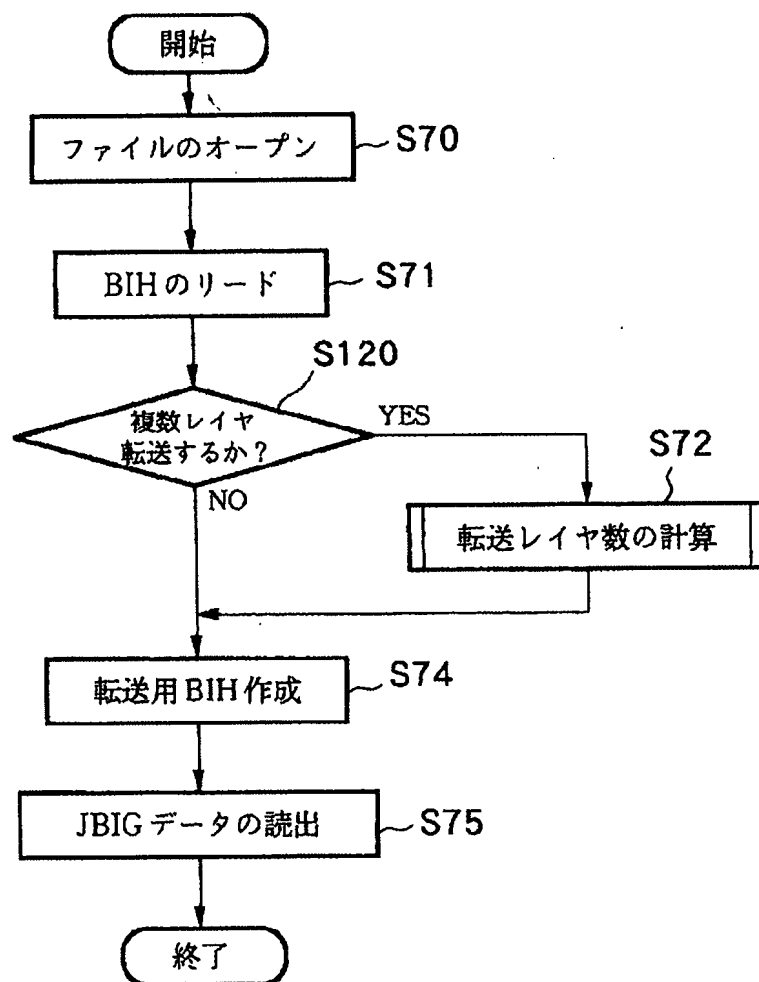 開始
ファイルのオープン
S70
BIHのリード
S71
S120
複数レイヤ
転送するか?
YES
NO
S72
転送レイヤ数の計算
転送用BIH作成
S74
JBIGデータの読出
S75
終了